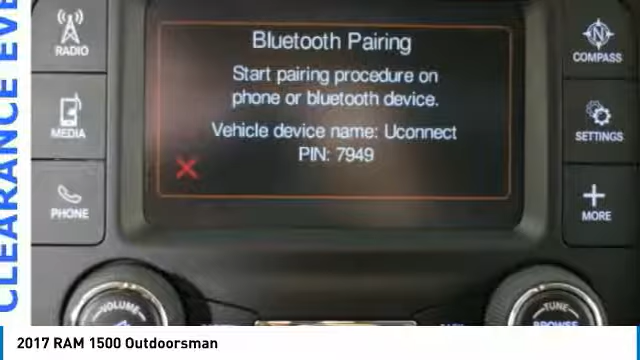 CLEARANCE EVE
RADIO
MEDIA
PHONE
Bluetooth Pairing
Start pairing procedure on
phone or bluetooth device.
Vehicle device name: Uconnect
PIN: 7949
COMPASS
SETTINGS
MORE
VOLUME
TUNE
BROWSE
2017 RAM 1500 Outdoorsman